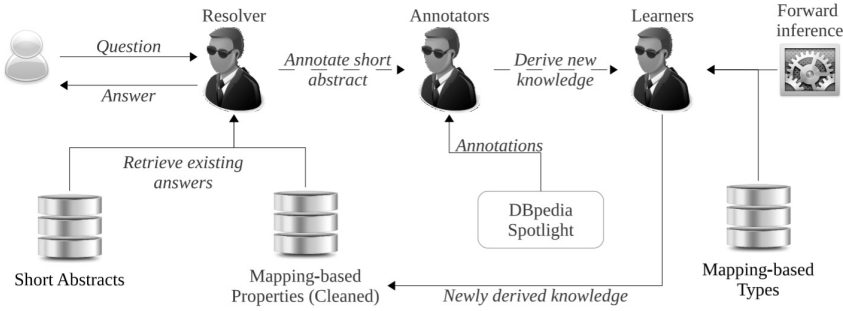 Resolver
Annotators
Learners
Forward
inference
Question
Answer
Annotate short
abstract
Derive new
knowledge
Retrieve existing
answers
Annotations
DBpedia
Spotlight
Short Abstracts
Mapping-based
Properties (Cleaned)
Newly derived knowledge
Mapping-based
Types